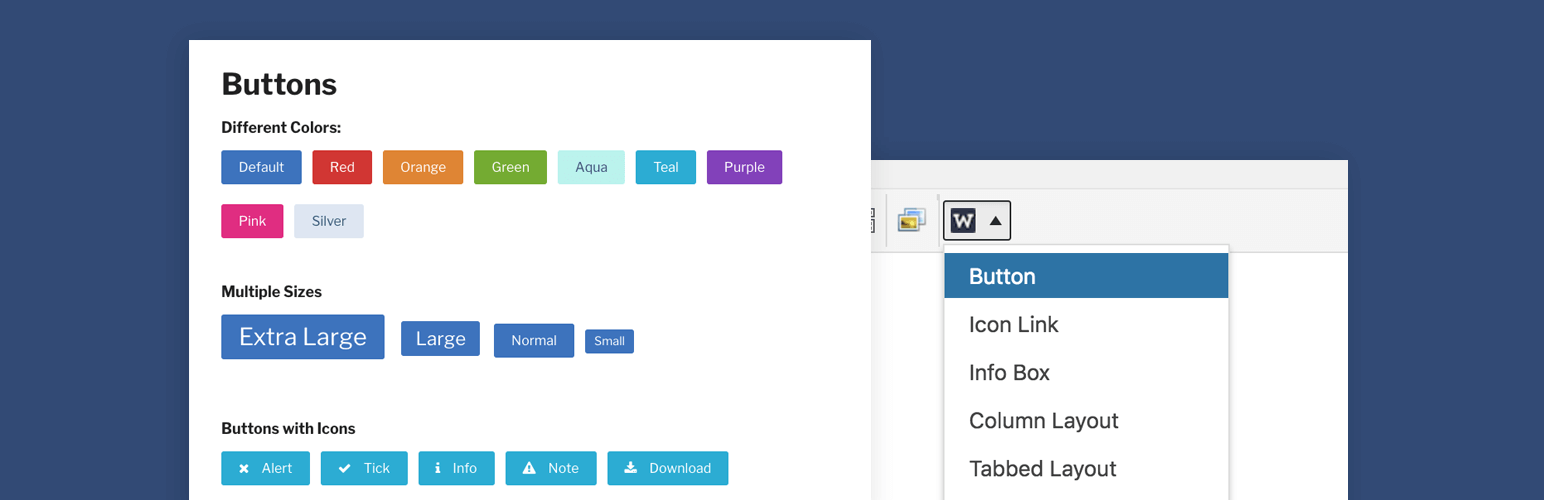 Buttons
Different Colors:
Default Red Orange Green Aqua Teal Purple
Pink Silver
Multiple Sizes
Extra Large Large Normal Small
Buttons with Icons
Alert Tick Info Note Download
W
Button
Icon Link
Info Box
Column Layout
Tabbed Layout